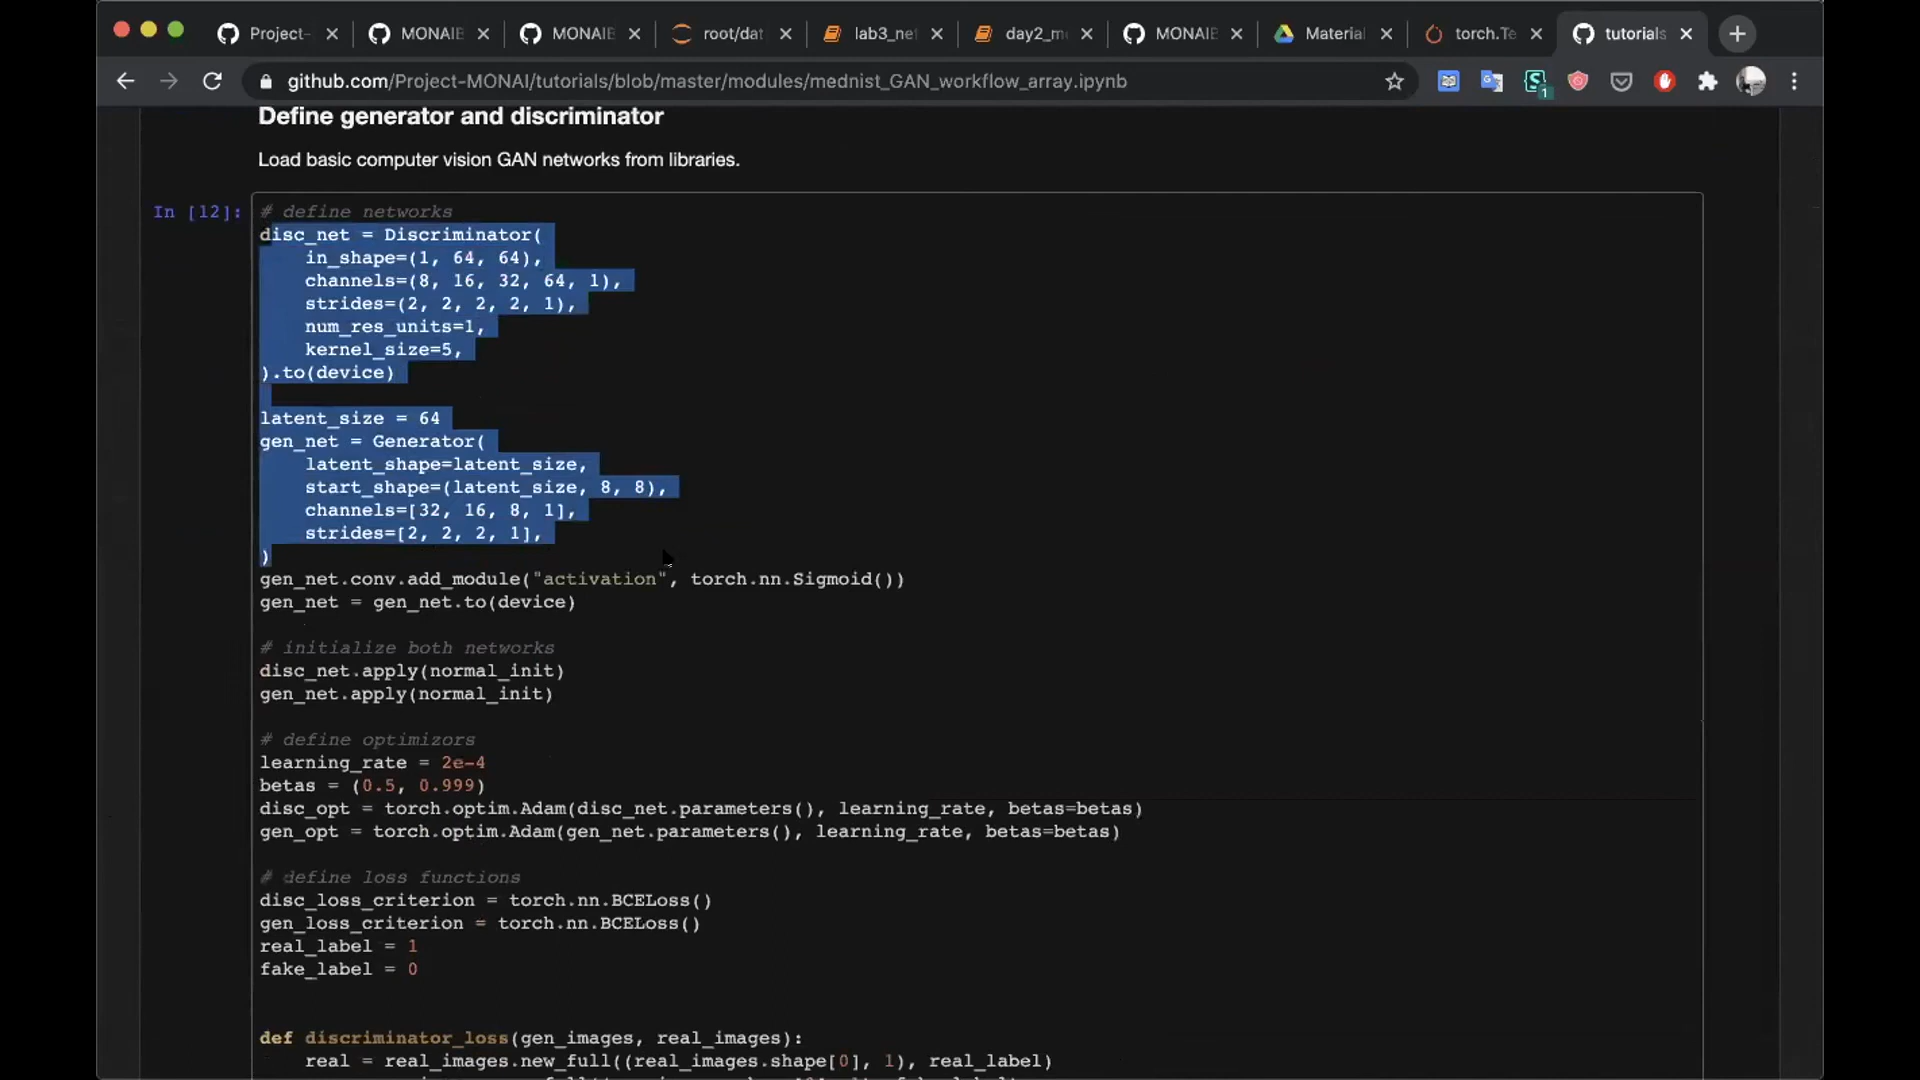 Project-
MONAIE
MONAIE
root/dat
lab3_net
day2_m
MONAIE
Material
torch.Te
tutorials
github.com/Project-MONAI/tutorials/blob/master/modules/mednist_GAN_workflow_array.ipynb
1
Define generator and discriminator
Load basic computer vision GAN networks from libraries.
In [12]:
# define networks
disc_net = Discriminator(
in_shape=(1, 64, 64),
channels=(8, 16, 32, 64, 1),
strides=(2, 2, 2, 2, 1),
num_res_units=1,
kernel_size=5,
).to(device)
latent_size = 64
gen_net = Generator(
latent_shape=latent_size,
start_shape=(latent_size, 8, 8),
channels=[32, 16, 8, 1],
strides=[2, 2, 2, 1],
)
gen_net.conv.add_module("activation", torch.nn.Sigmoid())
gen_net = gen_net.to(device)
# initialize both networks
disc_net.apply(normal_init)
gen_net.apply(normal_init)
# define optimizors
learning_rate = 2e-4
betas = (0.5, 0.999)
disc_opt = torch.optim.Adam(disc_net.parameters(), learning_rate, betas=betas)
gen_opt = torch.optim.Adam(gen_net.parameters(), learning_rate, betas=betas)
# define loss functions
disc_loss_criterion = torch.nn.BCELoss()
gen_loss_criterion = torch.nn.BCELoss()
real_label = 1
fake_label = 0
def discriminator_loss(gen_images, real_images):
real = real_images.new_full((real_images.shape[0], 1), real_label)